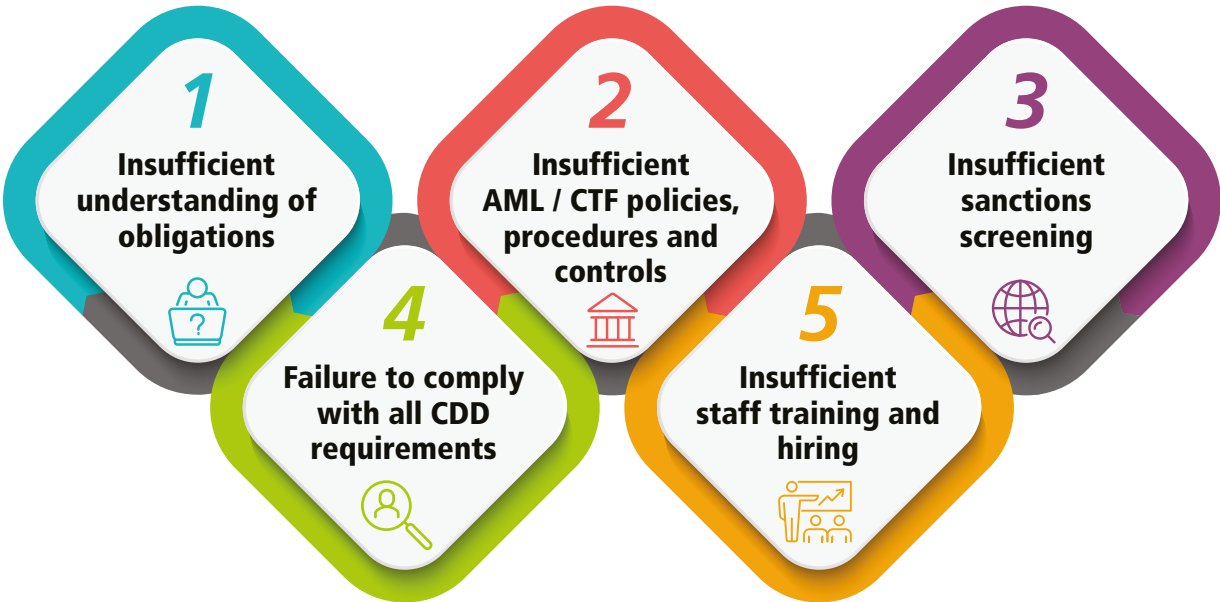 1
Insufficient
understanding of
obligations
?
2
Insufficient
AML / CTF policies,
procedures and
controls
3
Insufficient
sanctions
screening
4
Failure to comply
with all CDD
requirements
5
Insufficient
staff training and
hiring